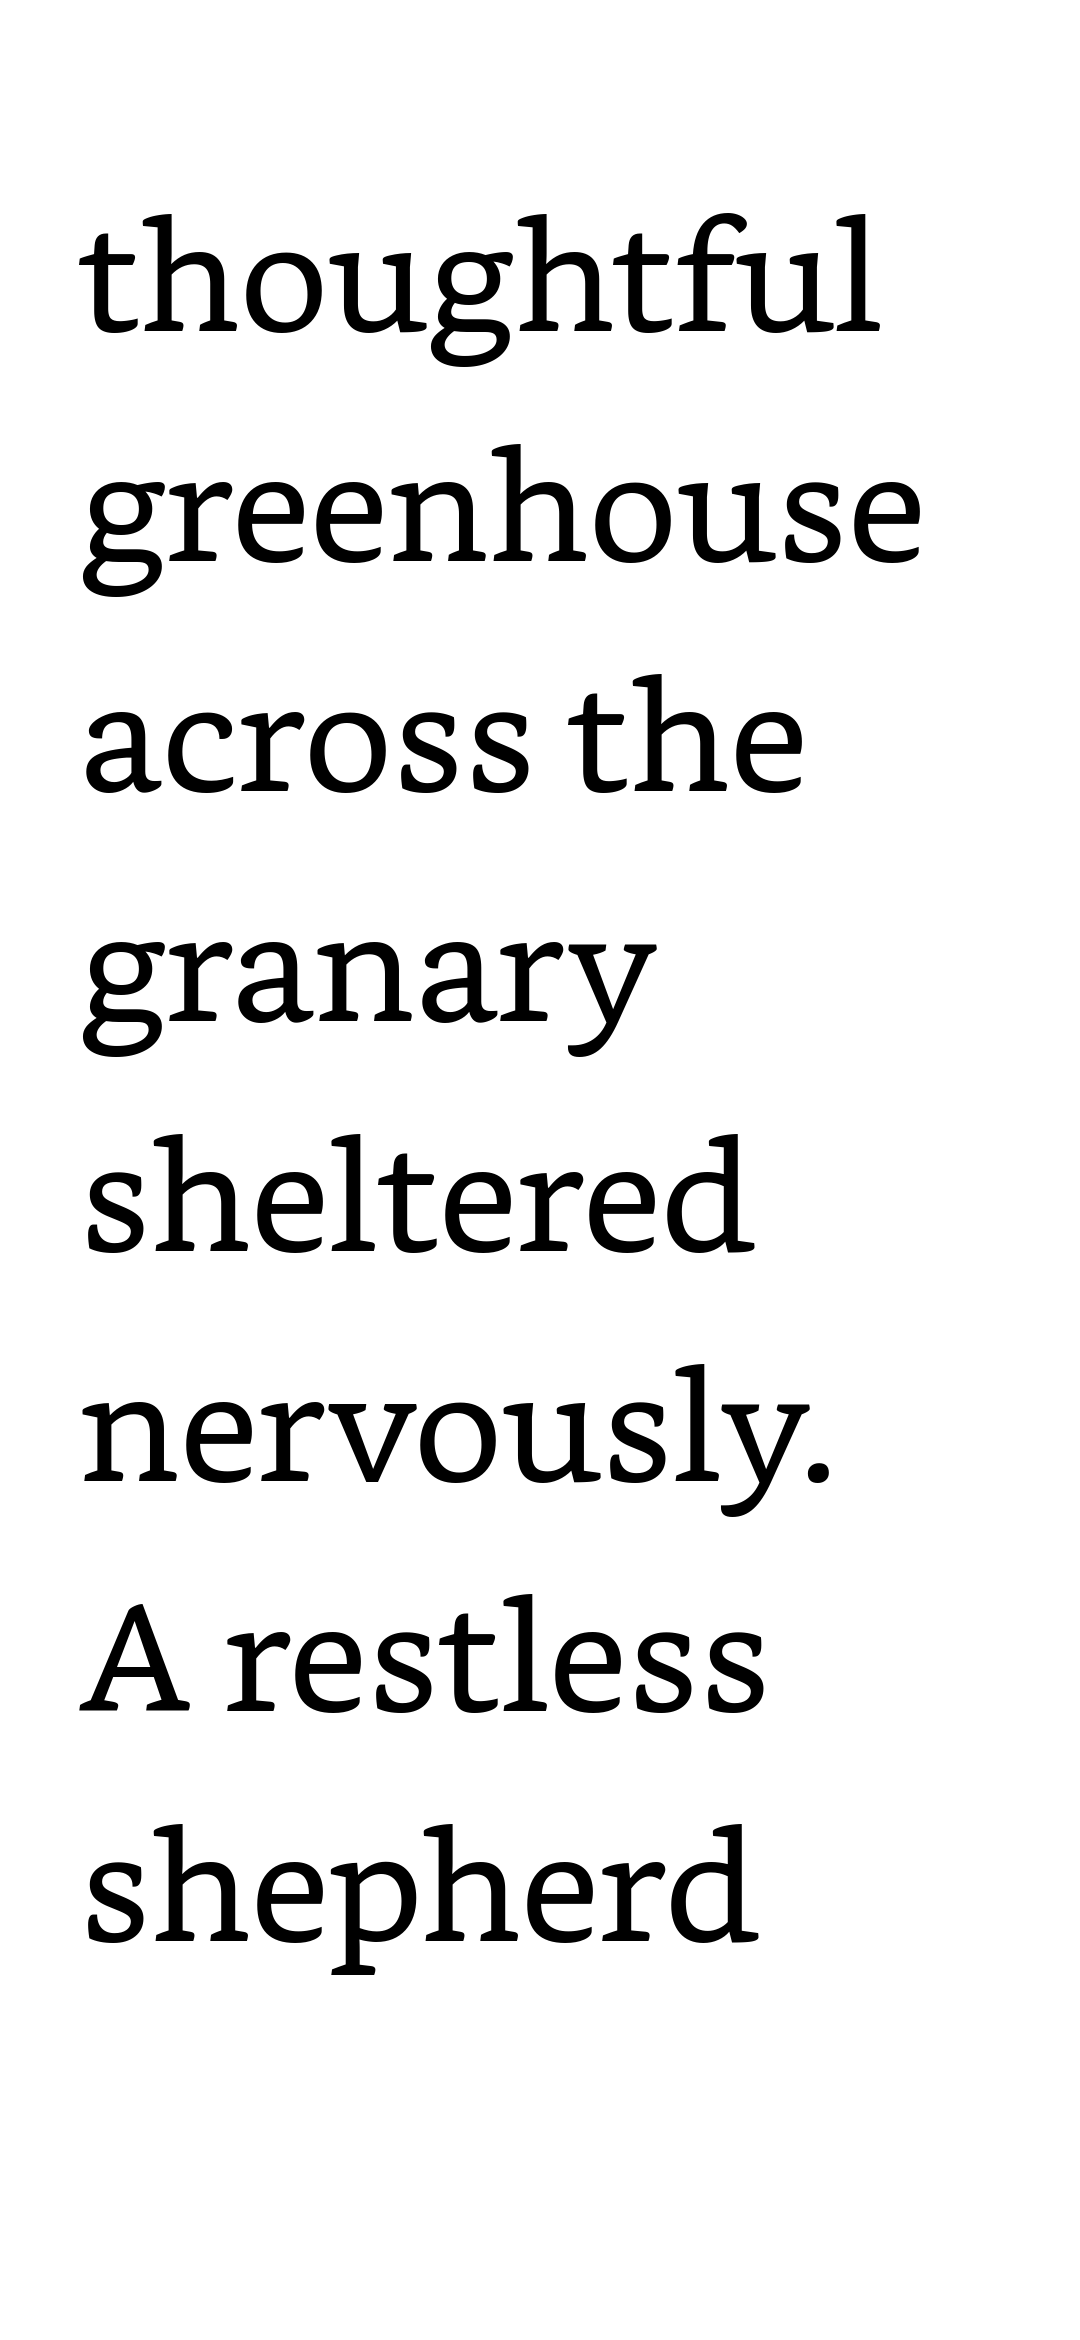 thoughtful
greenhouse
across the
granary
sheltered
nervously.
A restless
shepherd